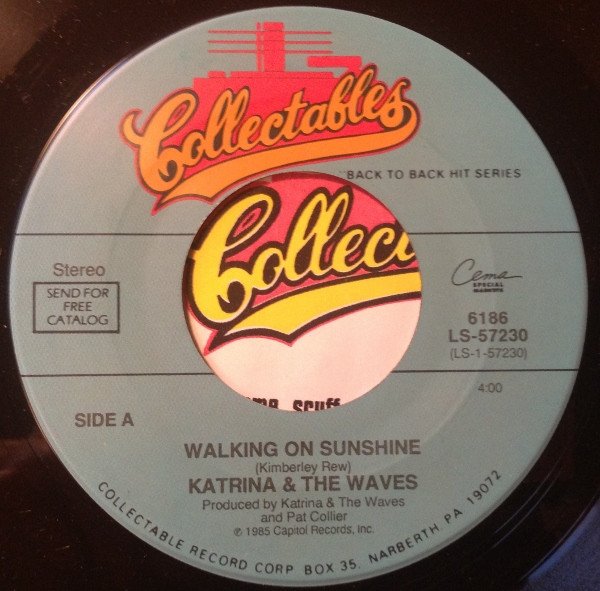 Collectables
BACK TO BACK HIT SERIES
Collec
Stereo
SEND FOR
FREE
CATALOG
Cema
SPECIAL
MARKETS
6186
LS-57230
(LS-1-57230)
4:00
scuff
SIDE A
WALKING ON SUNSHINE
(Kimberley Rew)
KATRINA & THE WAVES
Produced by Katrina & The Waves
and Pat Collier
℗ 1985 Capitol Records, Inc.
COLLECTABLE RECORD CORP BOX 35, NARBERTH PA 19072